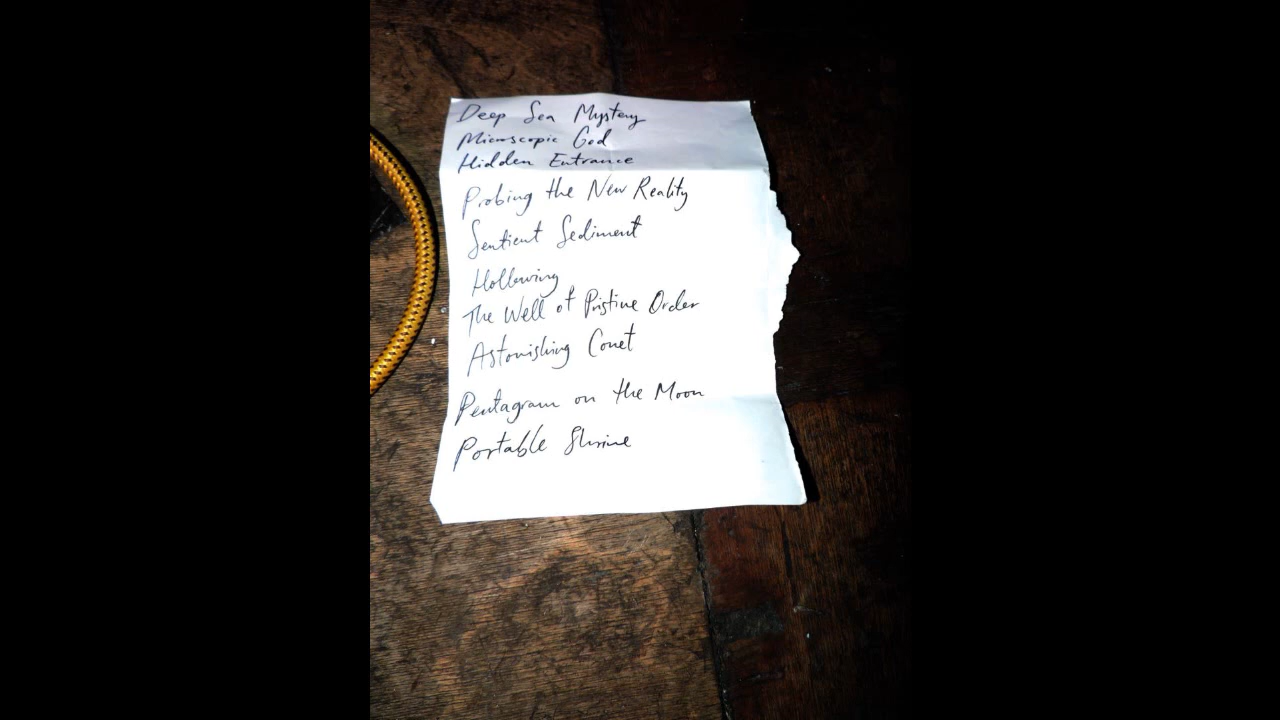 Deep Sea Mystery
Microscopic God
Hidden Entrance
Probing the New Reality
Sentient Sediment
Hollowing
The Well of Pristine Order
Astonishing Comet
Pentagram on the Moon
Portable Shrine